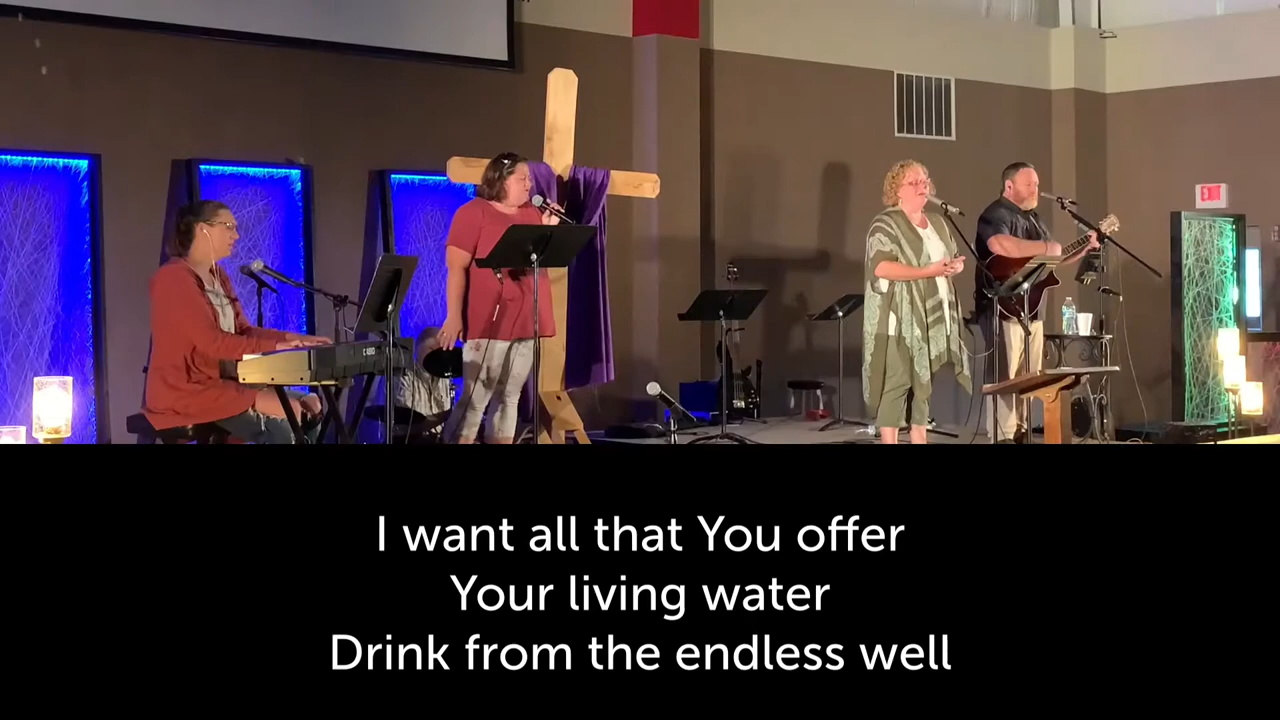 I want all that You offer
Your living water
Drink from the endless well